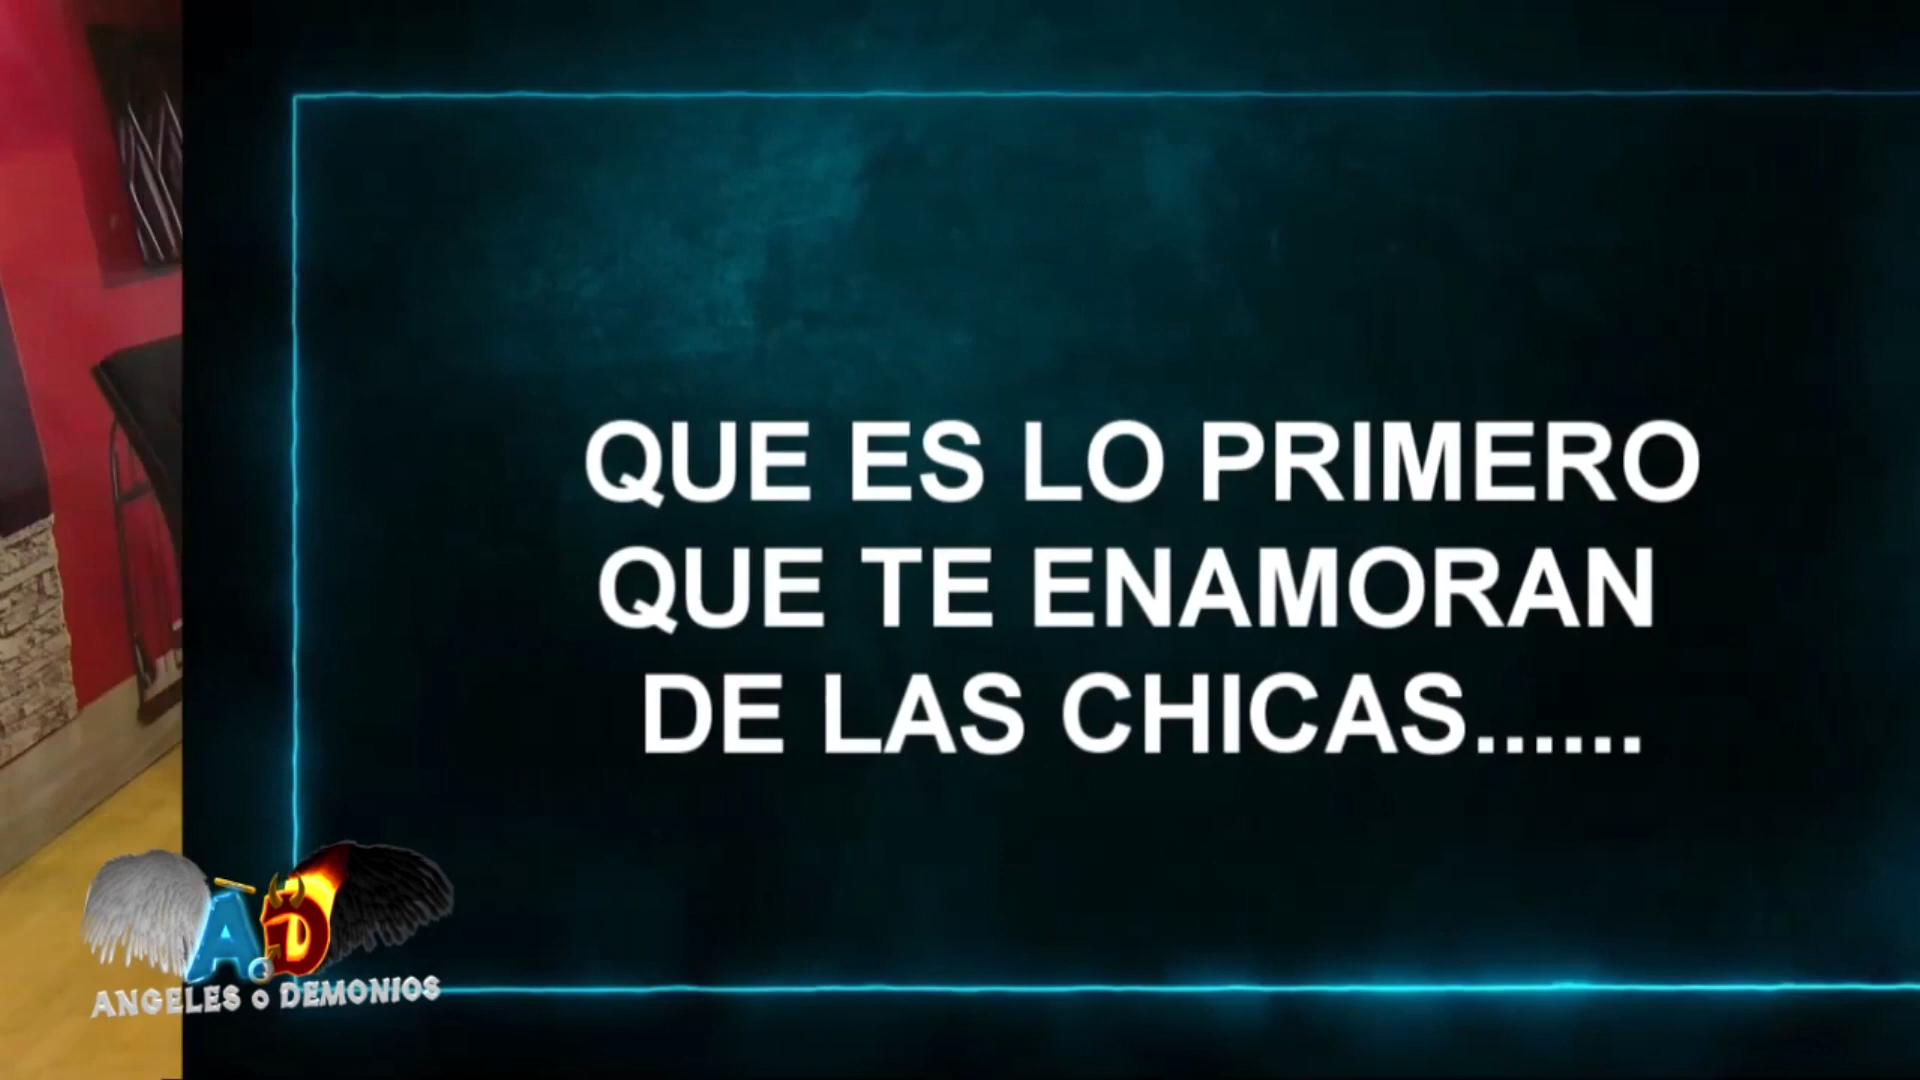 QUE ES LO PRIMERO
QUE TE ENAMORAN
DE LAS CHICAS......
A o D
ANGELES o DEMONIOS